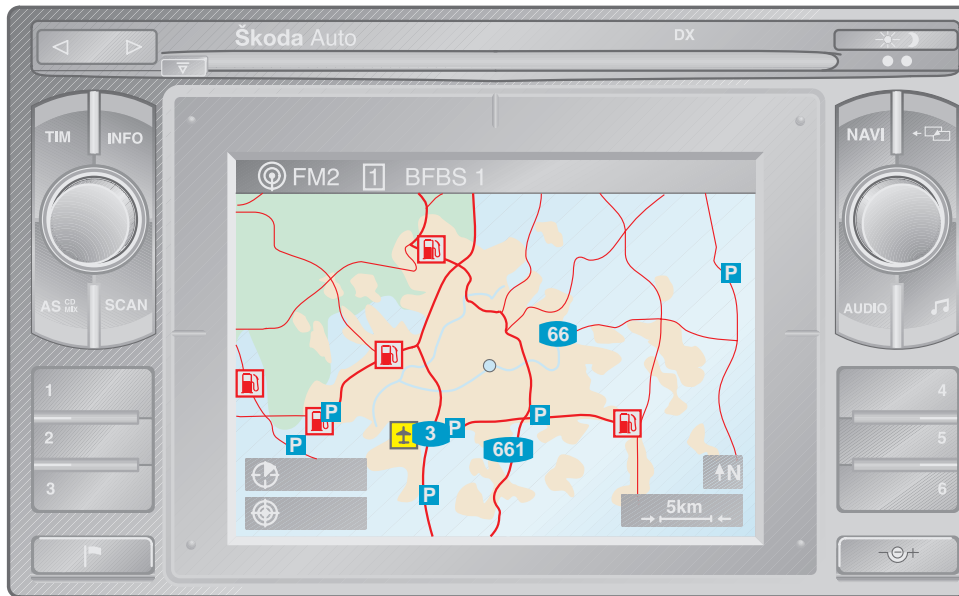 Škoda Auto
DX
TIM INFO
NAVI
FM2 1 BFBS 1
P
AS CD MIX SCAN
AUDIO
66
1
2
3
4
5
6
P
P
3
P
P
661
P
N
5km